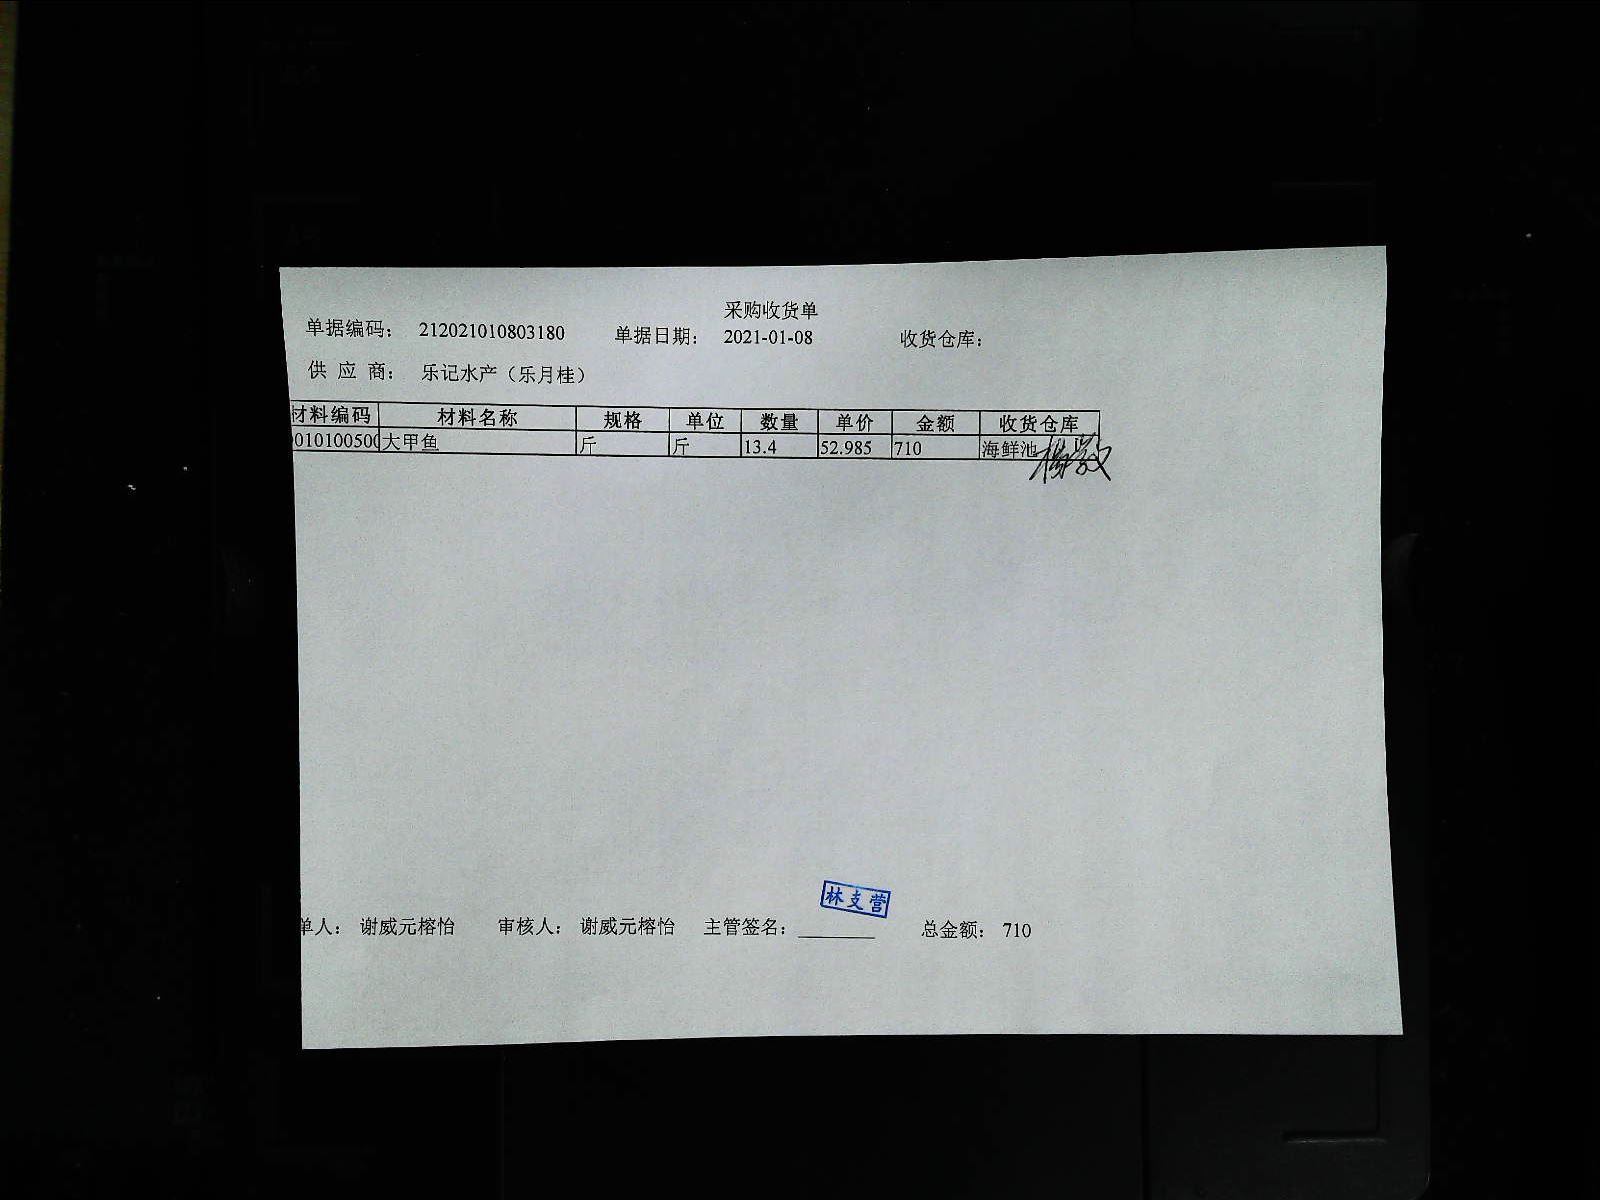 采购收货单
单据编码： 212021010803180 单据日期： 2021-01-08 收货仓库：
供 应 商： 乐记水产（乐月桂）
材料编码 材料名称 规格 单位 数量 单价 金额 收货仓库
01010050 大甲鱼 斤 斤 13.4 52.985 710 海鲜池
林支营
单人： 谢威元榕怡 审核人： 谢威元榕怡 主管签名： 总金额： 710